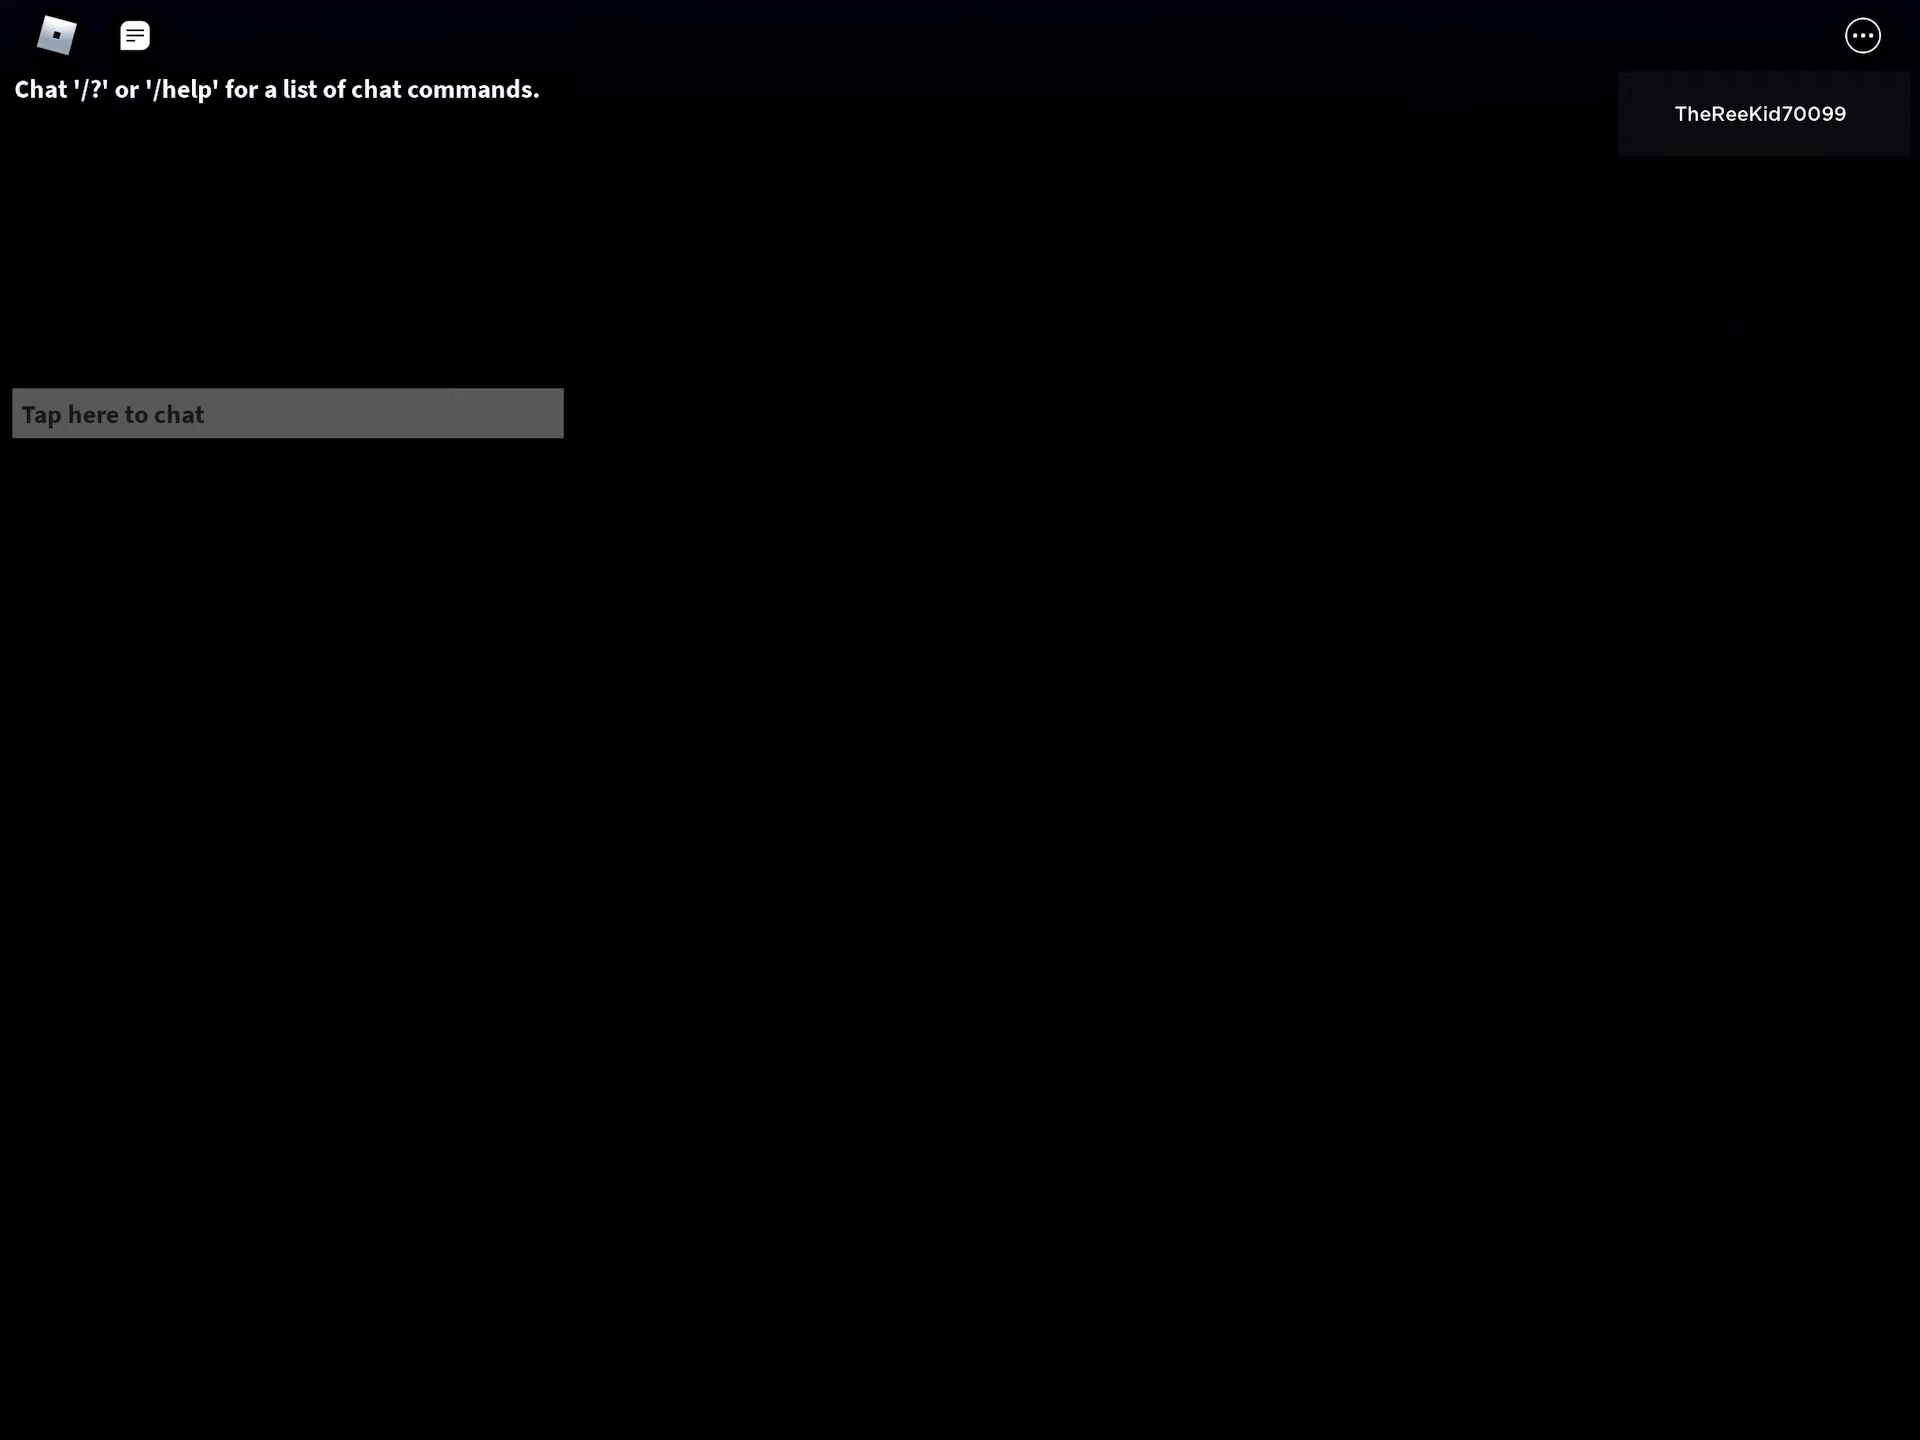 Chat '/?' or '/help' for a list of chat commands.
TheReeKid70099
Tap here to chat